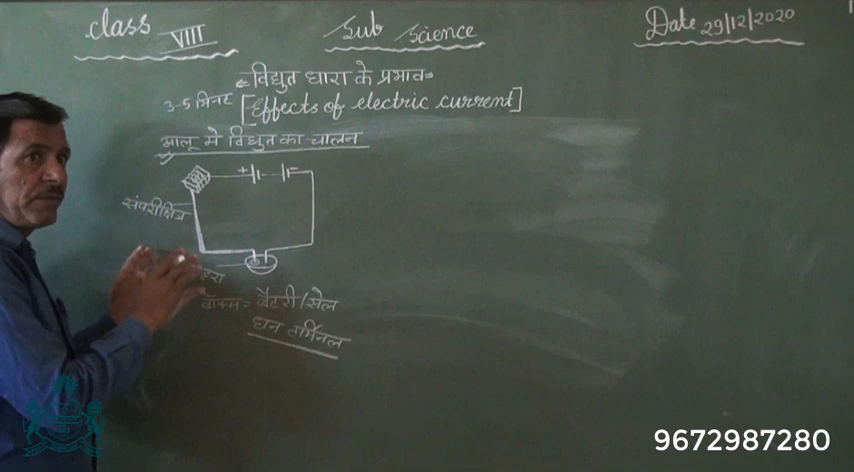 Class VIII
Sub Science
Date 29/12/2020
विद्युत धारा के प्रभाव
3-5 मिनट [Effects of electric current]
आलू मे विद्युत का चालन
+ −
संपरीक्षित्र
बॉक्स = बैटरी/सेल
धन टर्मिनल
9672987280